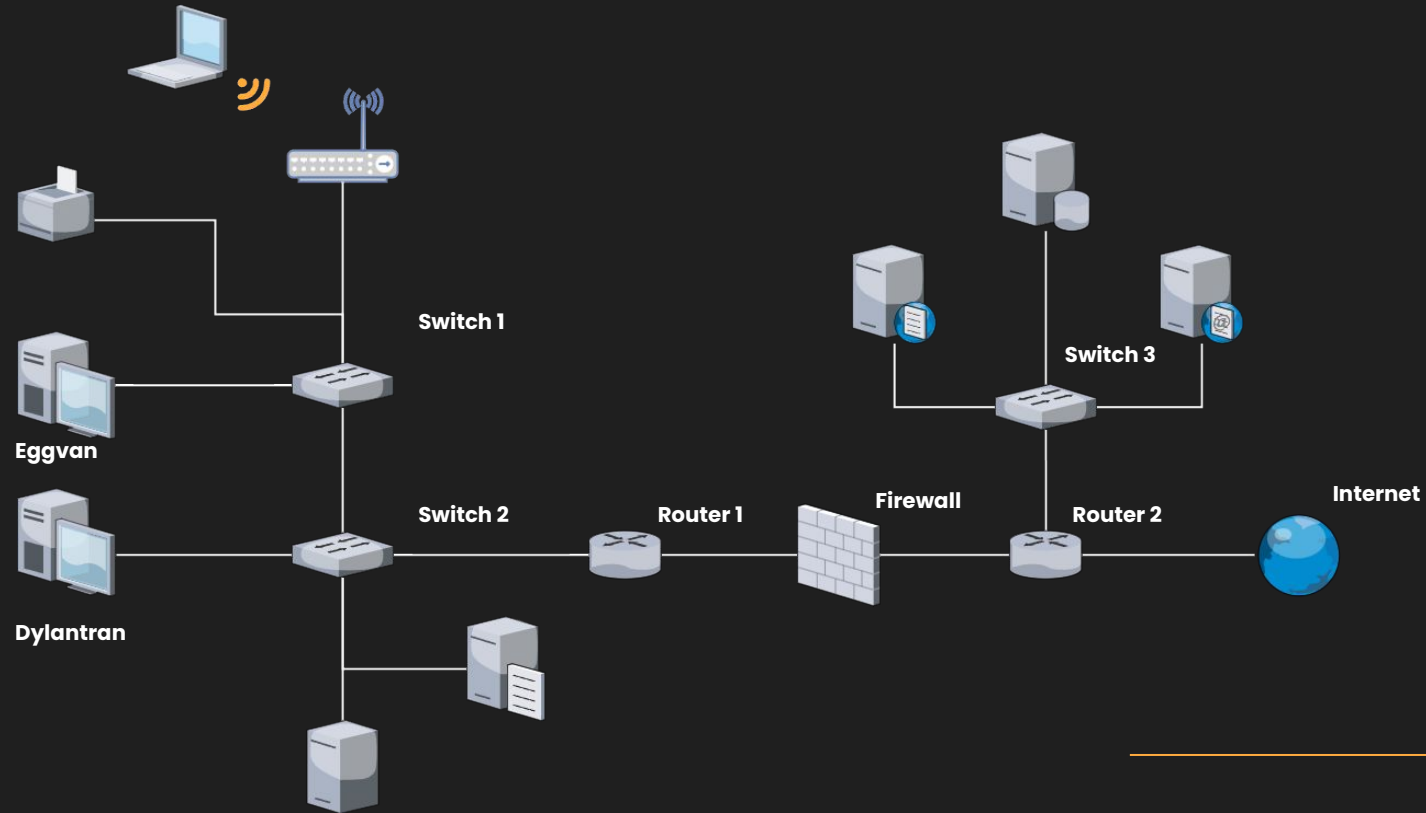 Switch 1
Switch 3
Eggvan
Switch 2
Router 1
Firewall
Router 2
Internet
Dylantran
@